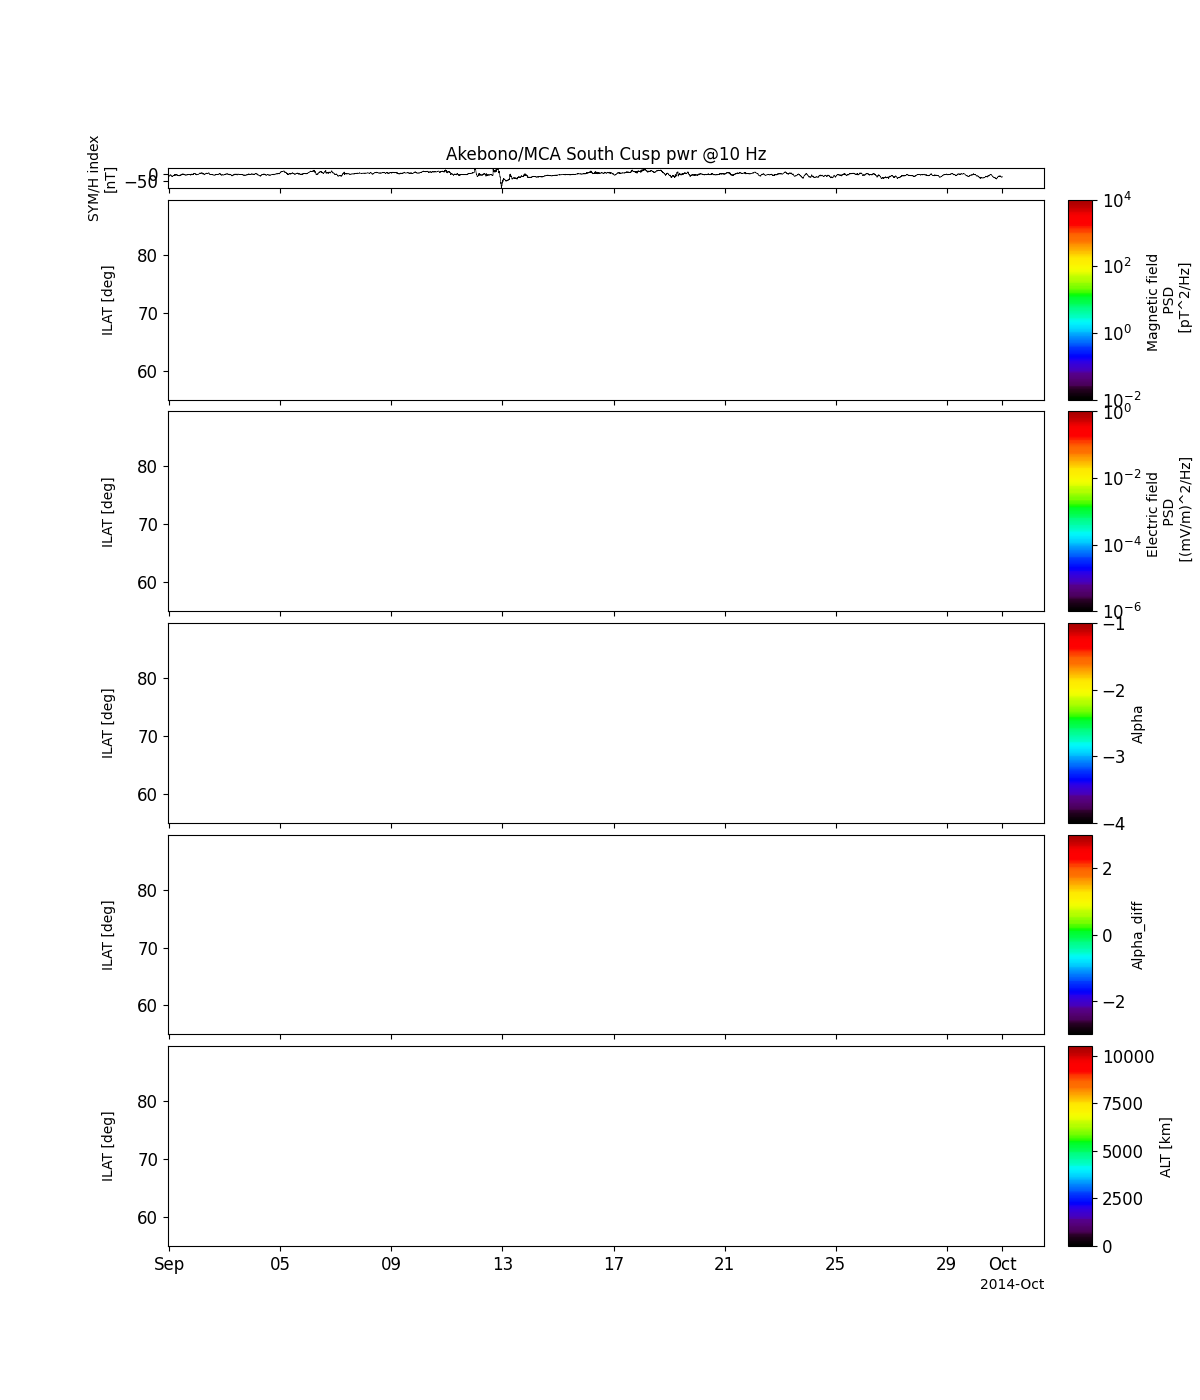 Akebono/MCA South Cusp pwr @10 Hz
SYM/H index
[nT]
0
−50
ILAT [deg]
80
70
60
10^4
10^2
10^0
10^−2
Magnetic field
PSD
[pT^2/Hz]
ILAT [deg]
80
70
60
10^0
10^−2
10^−4
10^−6
Electric field
PSD
[(mV/m)^2/Hz]
ILAT [deg]
80
70
60
−1
−2
−3
−4
Alpha
ILAT [deg]
80
70
60
2
0
−2
Alpha_diff
ILAT [deg]
80
70
60
10000
7500
5000
2500
0
ALT [km]
Sep 05 09 13 17 21 25 29 Oct
2014-Oct